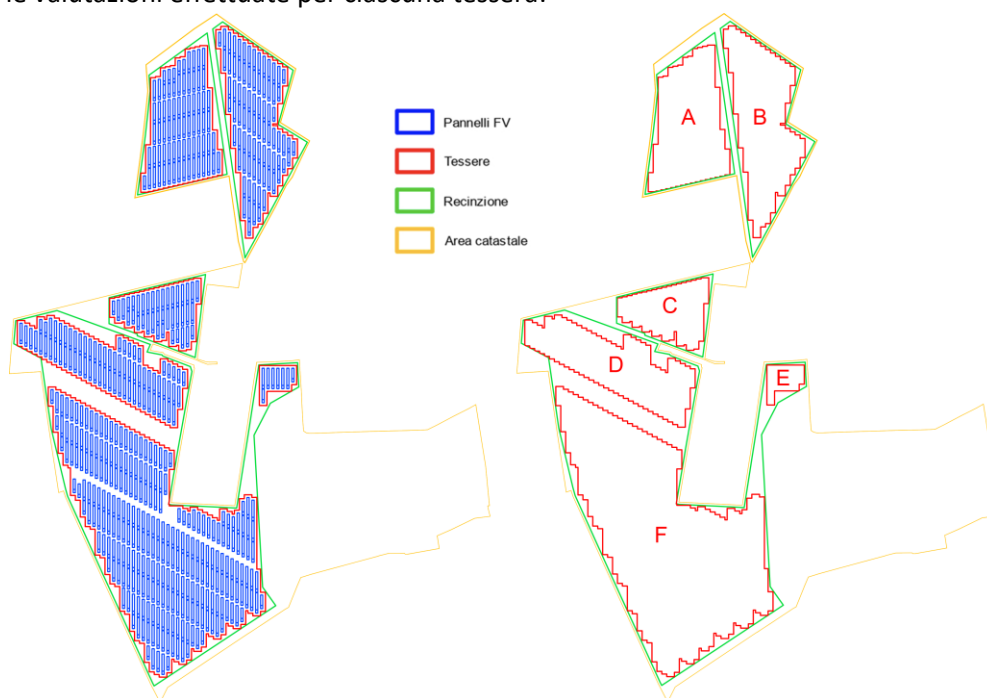 le valutazioni effettuate per ciascuna tessera.
Pannelli FV
Tessere
Recinzione
Area catastale
A
B
C
D
E
F